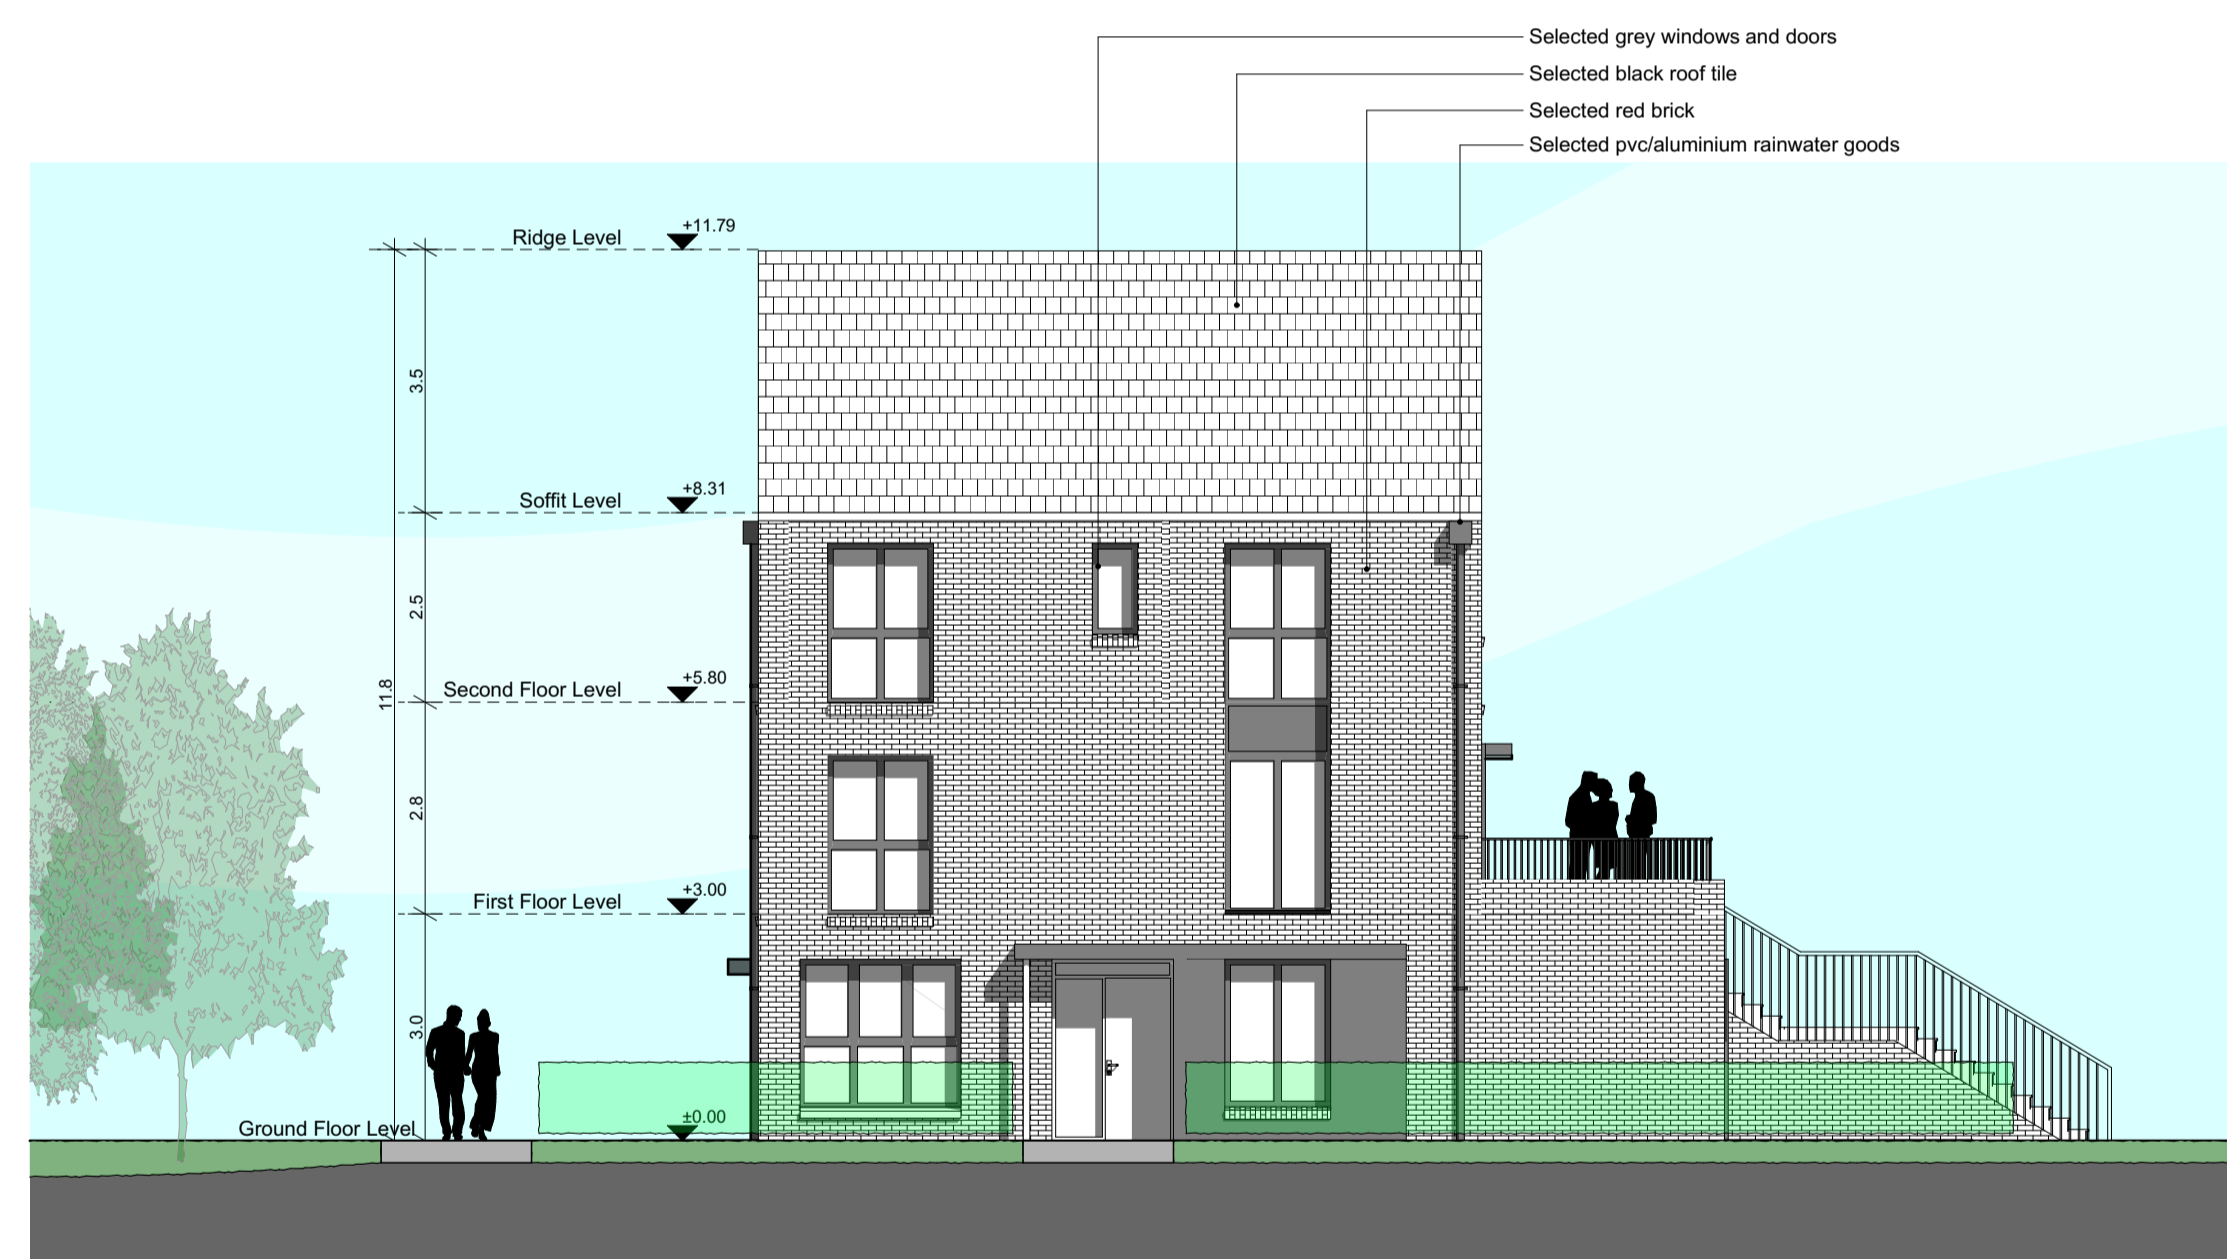 Selected grey windows and doors
Selected black roof tile
Selected red brick
Selected pvc/aluminium rainwater goods
Ridge Level
+11.79
3.5
Soffit Level
+8.31
2.5
11.8
Second Floor Level
+5.80
2.8
First Floor Level
+3.00
3.0
Ground Floor Level
±0.00